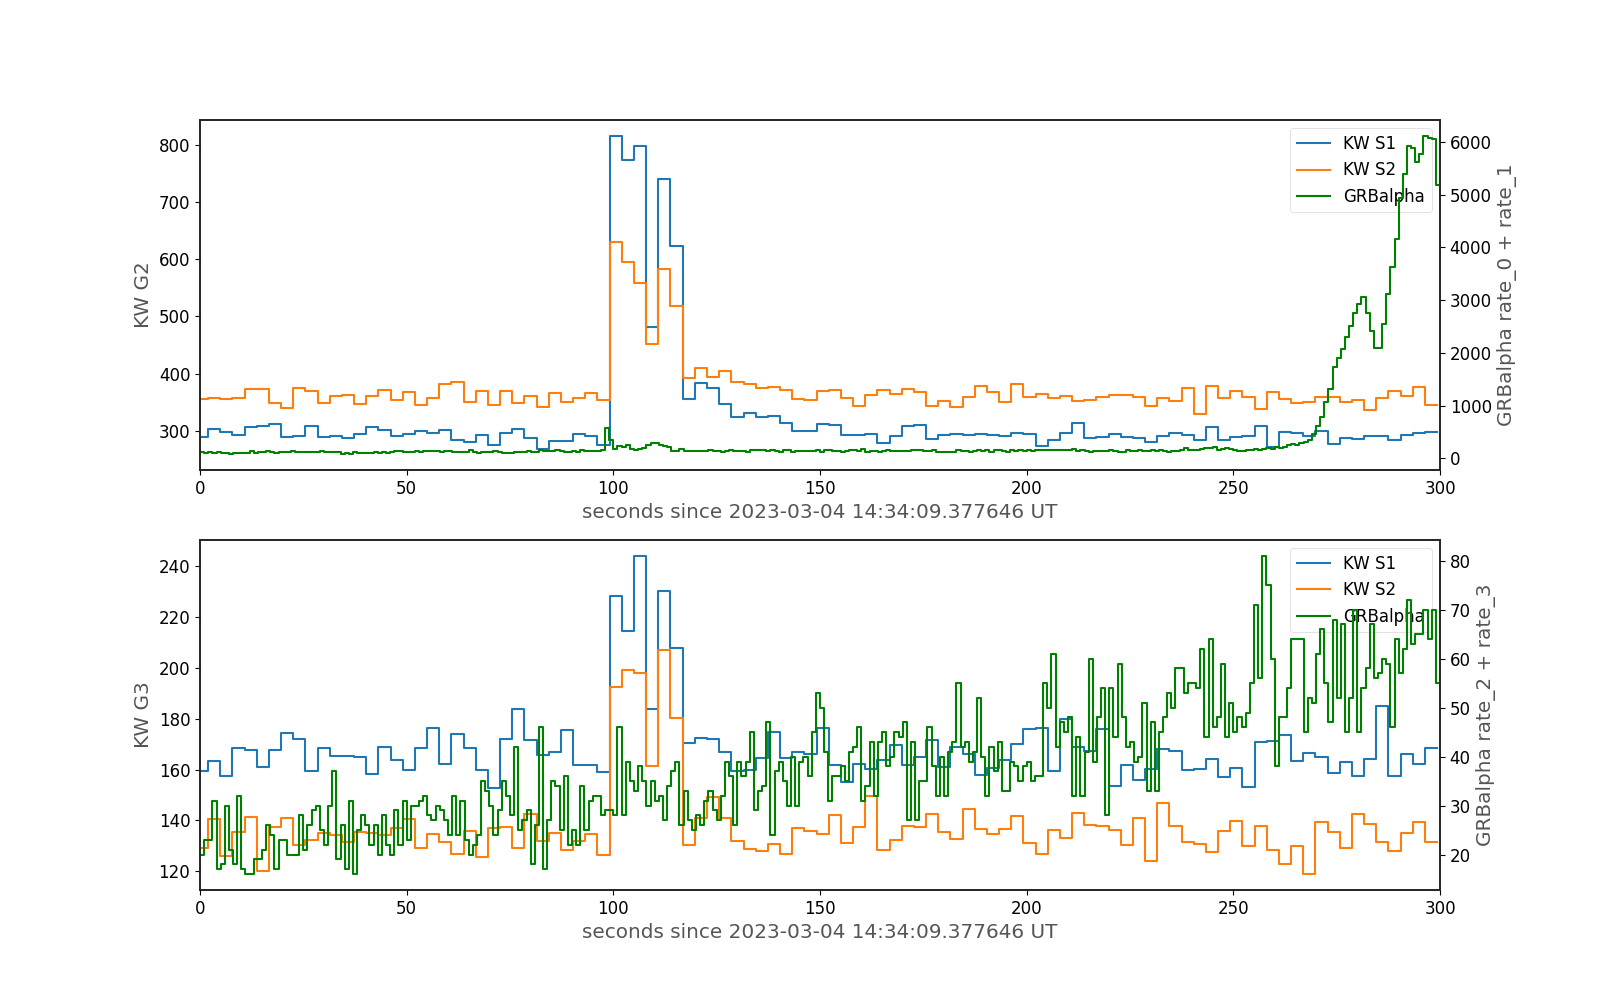 800
700
600
500
400
300
KW G2
KW S1
KW S2
GRBalpha
6000
5000
4000
3000
2000
1000
0
GRBalpha rate_0 + rate_1
0 50 100 150 200 250 300
seconds since 2023-03-04 14:34:09.377646 UT
240
220
200
180
160
140
120
KW G3
KW S1
KW S2
GRBalpha
80
70
60
50
40
30
20
GRBalpha rate_2 + rate_3
0 50 100 150 200 250 300
seconds since 2023-03-04 14:34:09.377646 UT